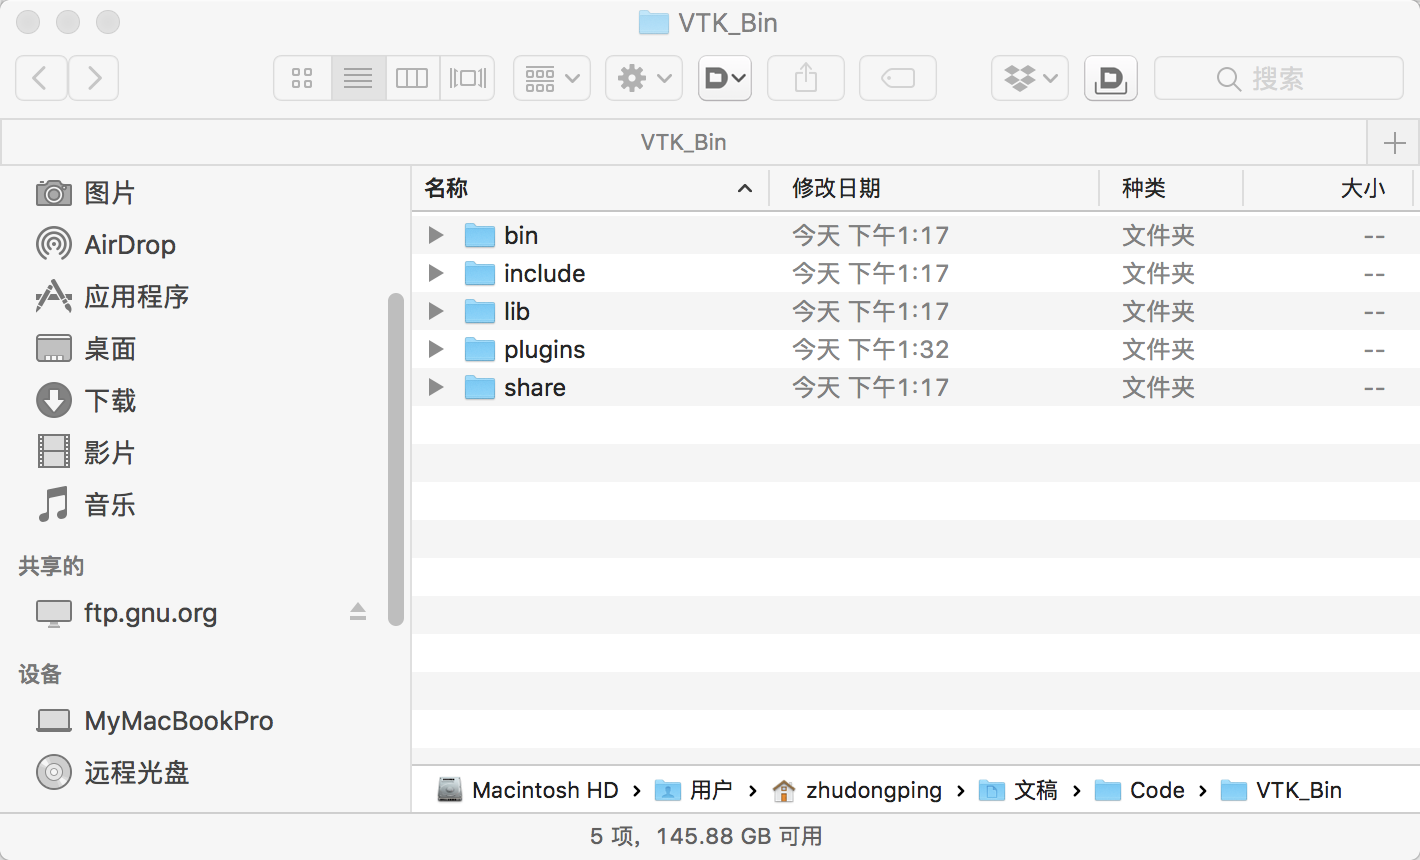 VTK_Bin
搜索
VTK_Bin
图片
AirDrop
应用程序
桌面
下载
影片
音乐
共享的
ftp.gnu.org
设备
MyMacBookPro
远程光盘
名称 修改日期 种类 大小
bin 今天 下午1:17 文件夹 --
include 今天 下午1:17 文件夹 --
lib 今天 下午1:17 文件夹 --
plugins 今天 下午1:32 文件夹 --
share 今天 下午1:17 文件夹 --
Macintosh HD › 用户 › zhudongping › 文稿 › Code › VTK_Bin
5 项，145.88 GB 可用